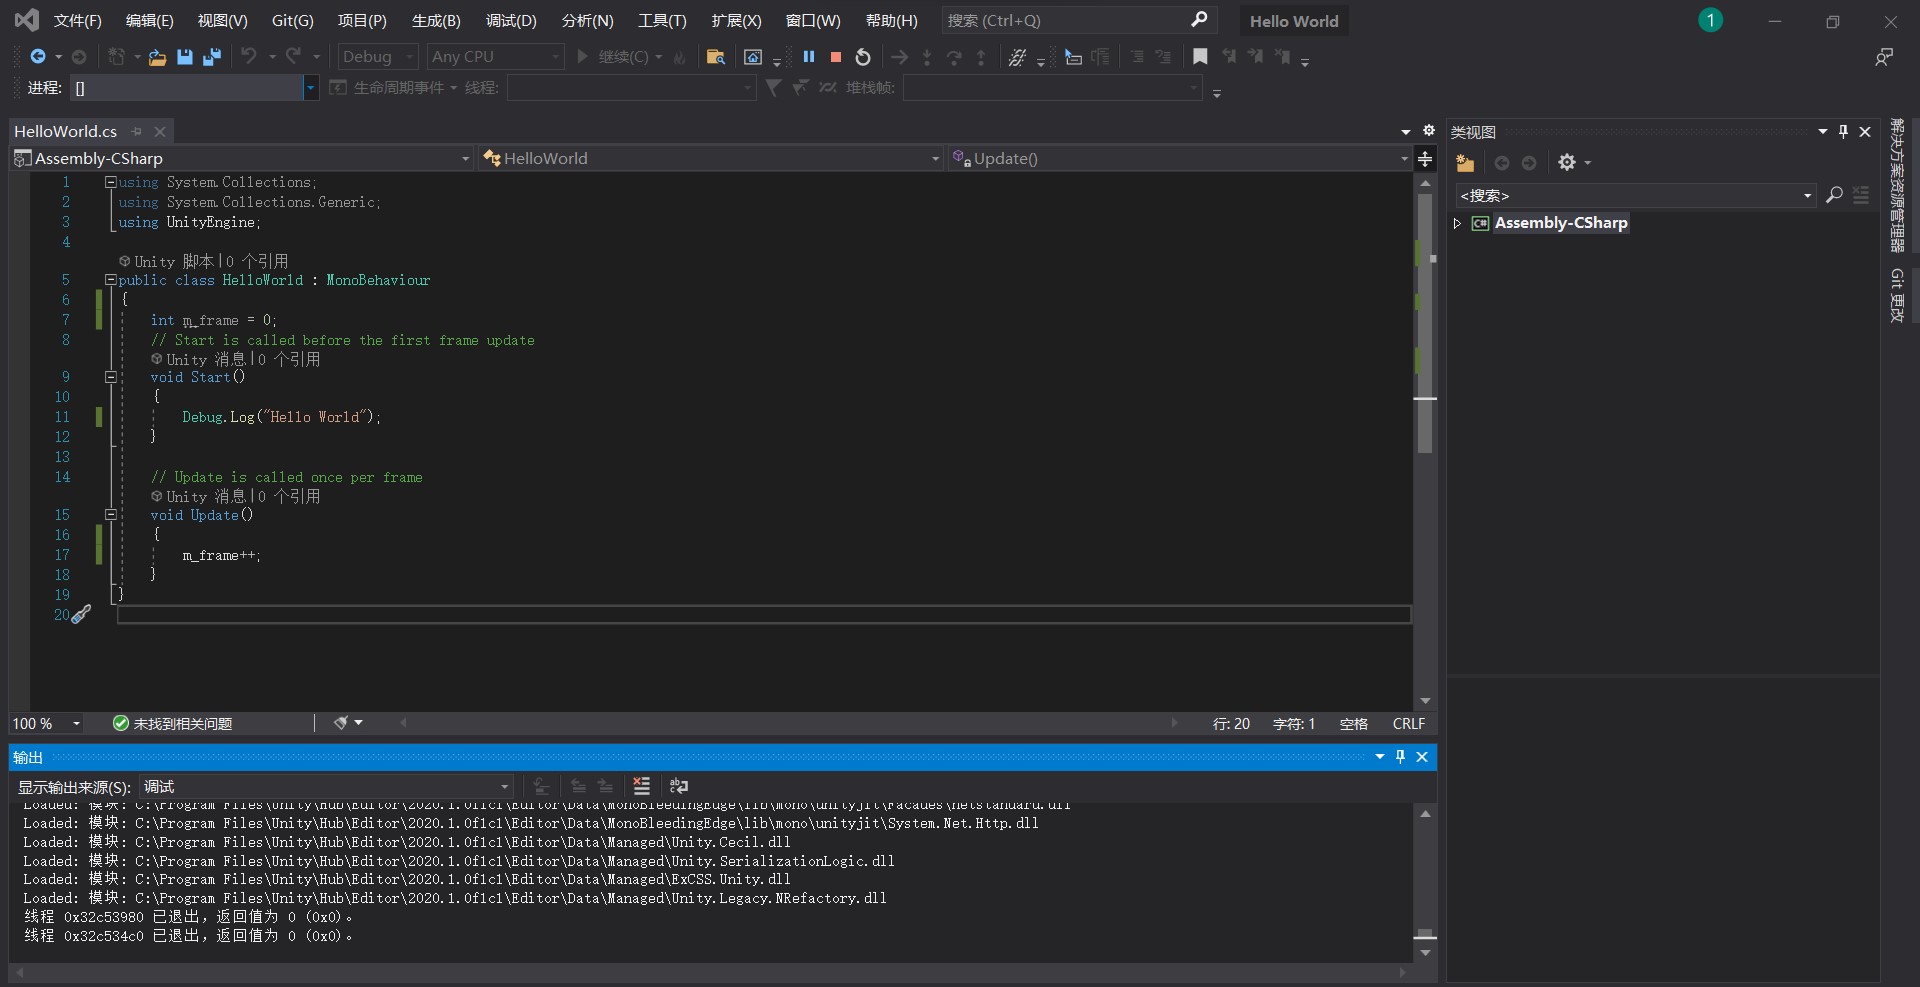 文件(F) 编辑(E) 视图(V) Git(G) 项目(P) 生成(B) 调试(D) 分析(N) 工具(T) 扩展(X) 窗口(W) 帮助(H) 搜索 (Ctrl+Q) Hello World 1
Debug Any CPU 继续(C)
进程: [] 生命周期事件 线程: 堆栈帧:
HelloWorld.cs
Assembly-CSharp HelloWorld Update()
1 using System.Collections;
2 using System.Collections.Generic;
3 using UnityEngine;
4
Unity 脚本|0 个引用
5 public class HelloWorld : MonoBehaviour
6 {
7 int m_frame = 0;
8 // Start is called before the first frame update
Unity 消息|0 个引用
9 void Start()
10 {
11 Debug.Log("Hello World");
12 }
13
14 // Update is called once per frame
Unity 消息|0 个引用
15 void Update()
16 {
17 m_frame++;
18 }
19 }
20
100 % 未找到相关问题 行: 20 字符: 1 空格 CRLF
输出
显示输出来源(S): 调试
Loaded: 模块: C:\Program Files\Unity\Hub\Editor\2020.1.0f1c1\Editor\Data\MonoBleedingEdge\lib\mono\unityjit\Facades\netstandard.dll
Loaded: 模块: C:\Program Files\Unity\Hub\Editor\2020.1.0f1c1\Editor\Data\MonoBleedingEdge\lib\mono\unityjit\System.Net.Http.dll
Loaded: 模块: C:\Program Files\Unity\Hub\Editor\2020.1.0f1c1\Editor\Data\Managed\Unity.Cecil.dll
Loaded: 模块: C:\Program Files\Unity\Hub\Editor\2020.1.0f1c1\Editor\Data\Managed\Unity.SerializationLogic.dll
Loaded: 模块: C:\Program Files\Unity\Hub\Editor\2020.1.0f1c1\Editor\Data\Managed\ExCSS.Unity.dll
Loaded: 模块: C:\Program Files\Unity\Hub\Editor\2020.1.0f1c1\Editor\Data\Managed\Unity.Legacy.NRefactory.dll
线程 0x32c53980 已退出，返回值为 0 (0x0)。
线程 0x32c534c0 已退出，返回值为 0 (0x0)。
类视图
<搜索>
C# Assembly-CSharp
解决方案资源管理器
Git 更改